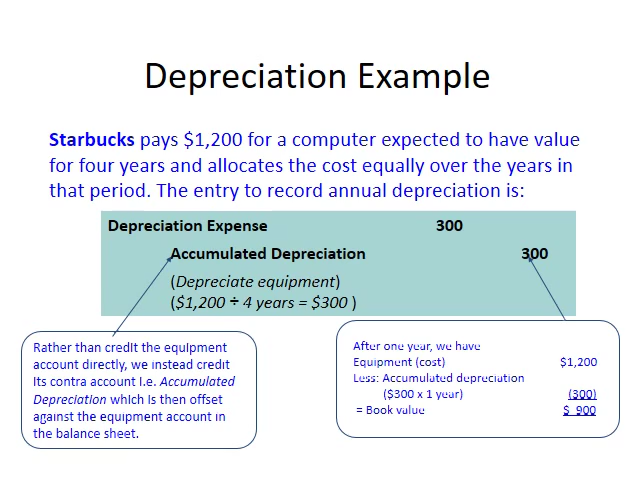 Depreciation Example
Starbucks pays $1,200 for a computer expected to have value
for four years and allocates the cost equally over the years in
that period. The entry to record annual depreciation is:
Depreciation Expense 300
Accumulated Depreciation 300
(Depreciate equipment)
($1,200 ÷ 4 years = $300 )
Rather than credit the equipment
account directly, we instead credit
its contra account i.e. Accumulated
Depreciation which is then offset
against the equipment account in
the balance sheet.
After one year, we have
Equipment (cost) $1,200
Less: Accumulated depreciation
($300 x 1 year) (300)
= Book value $ 900